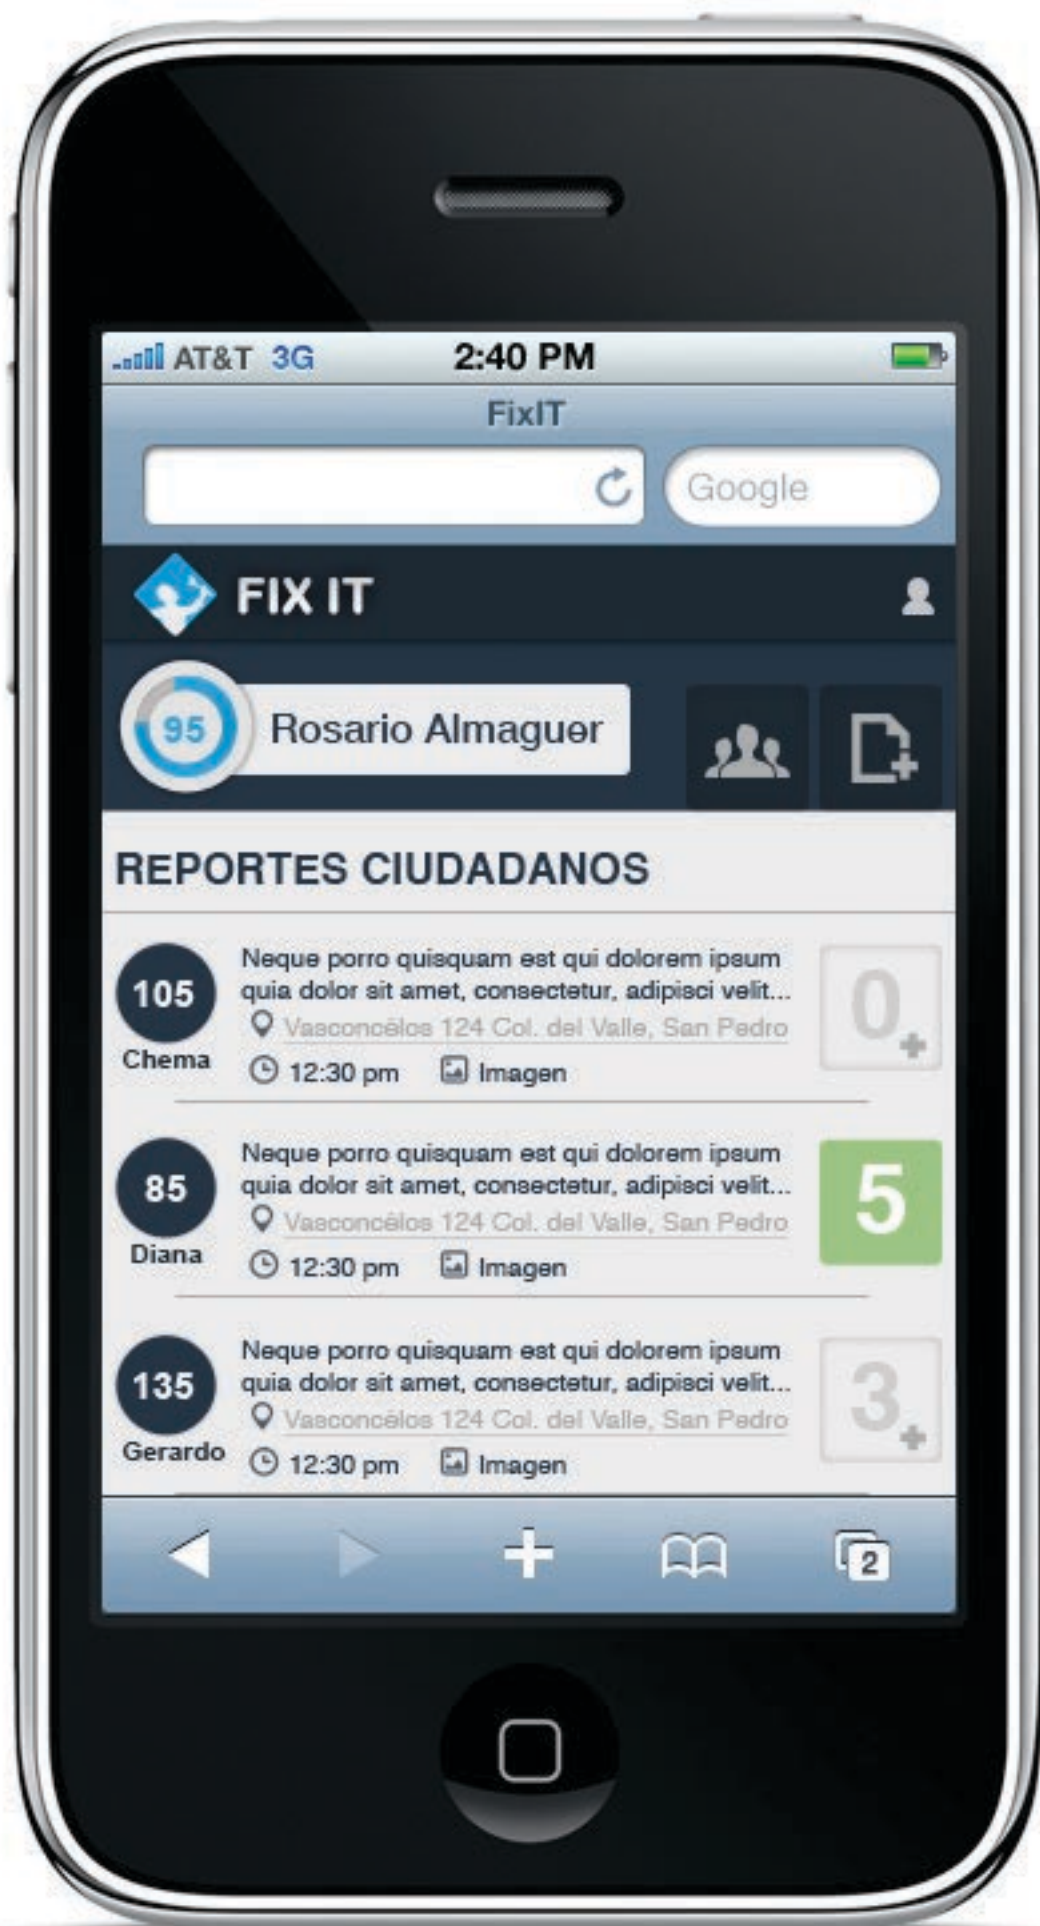 AT&T 3G 2:40 PM
FixIT
Google
FIX IT
95 Rosario Almaguer
REPORTES CIUDADANOS
105
Chema
Neque porro quisquam est qui dolorem ipsum
quia dolor sit amet, consectetur, adipisci velit...
Vasconcélos 124 Col. del Valle, San Pedro
12:30 pm Imagen
0
85
Diana
Neque porro quisquam est qui dolorem ipsum
quia dolor sit amet, consectetur, adipisci velit...
Vasconcélos 124 Col. del Valle, San Pedro
12:30 pm Imagen
5
135
Gerardo
Neque porro quisquam est qui dolorem ipsum
quia dolor sit amet, consectetur, adipisci velit...
Vasconcélos 124 Col. del Valle, San Pedro
12:30 pm Imagen
3
2